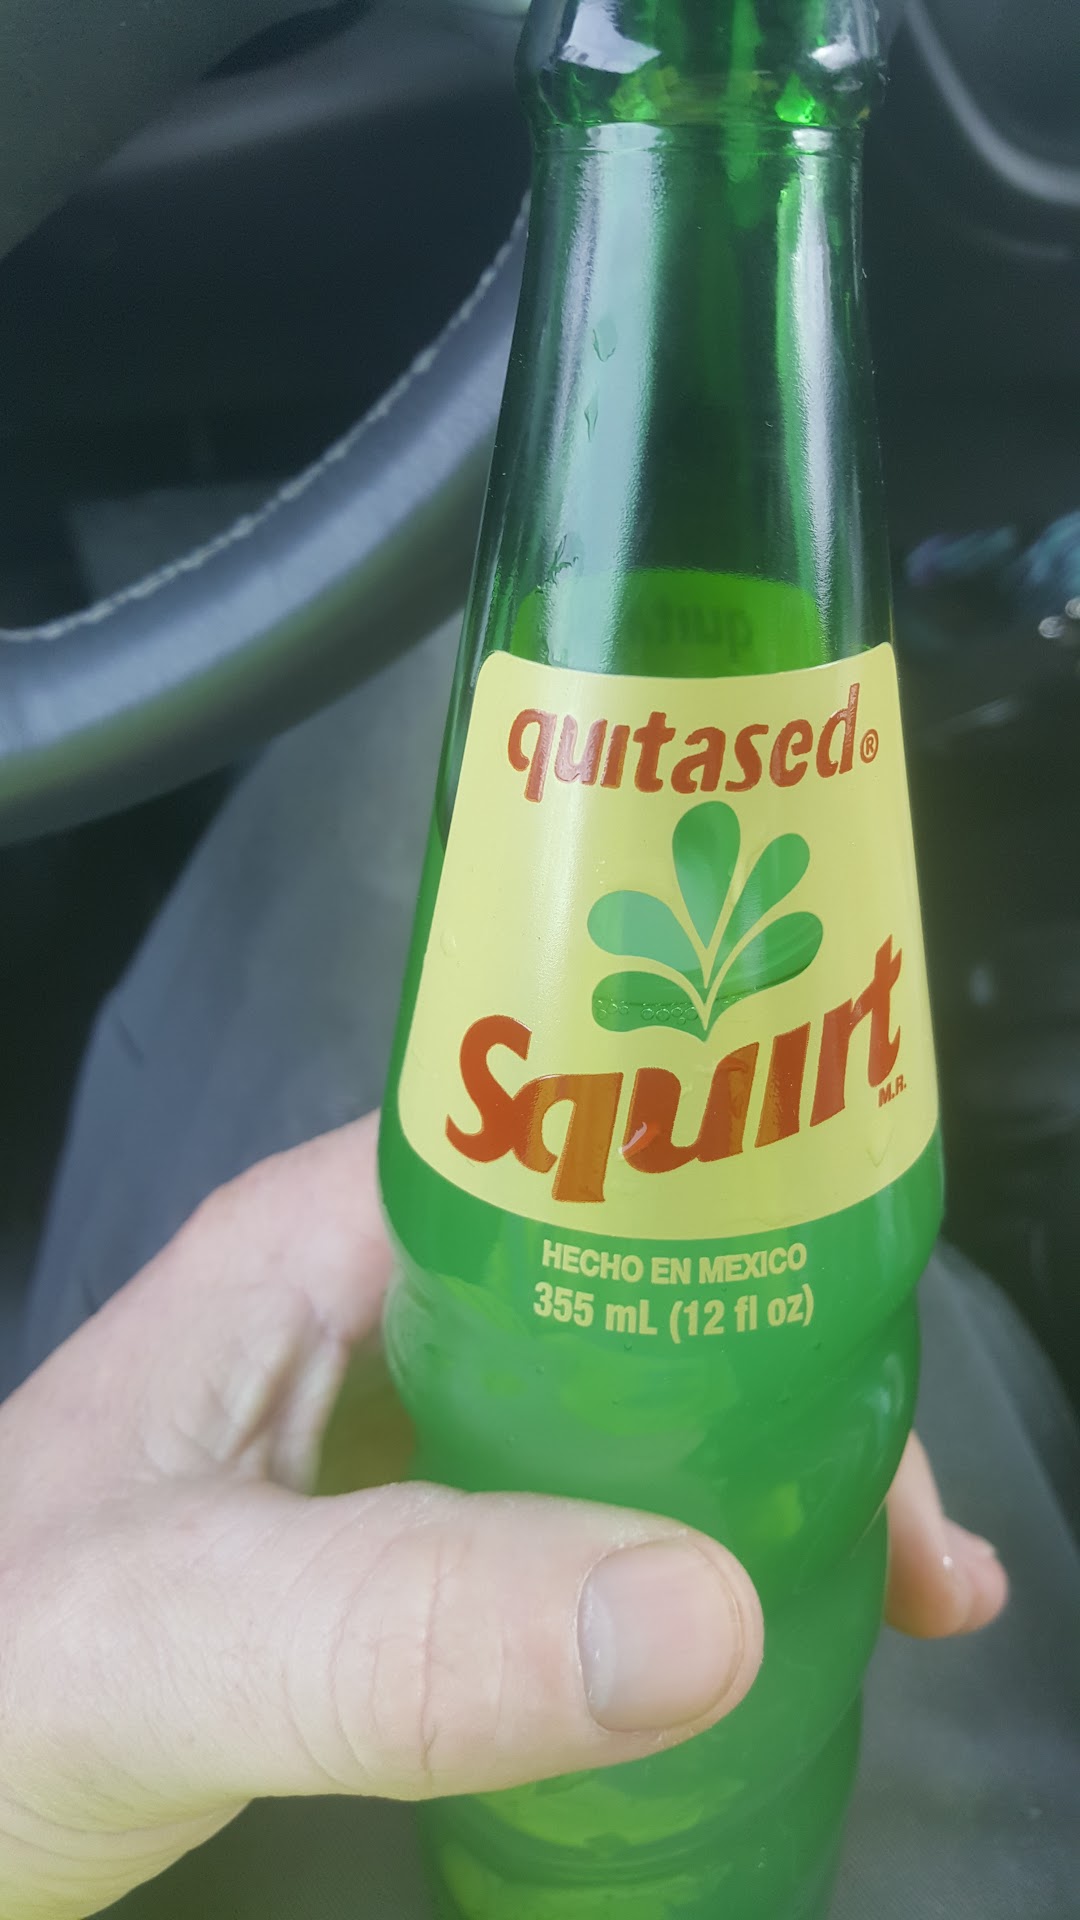 quitased®
Squirt
M.R.
HECHO EN MEXICO
355 mL (12 fl oz)